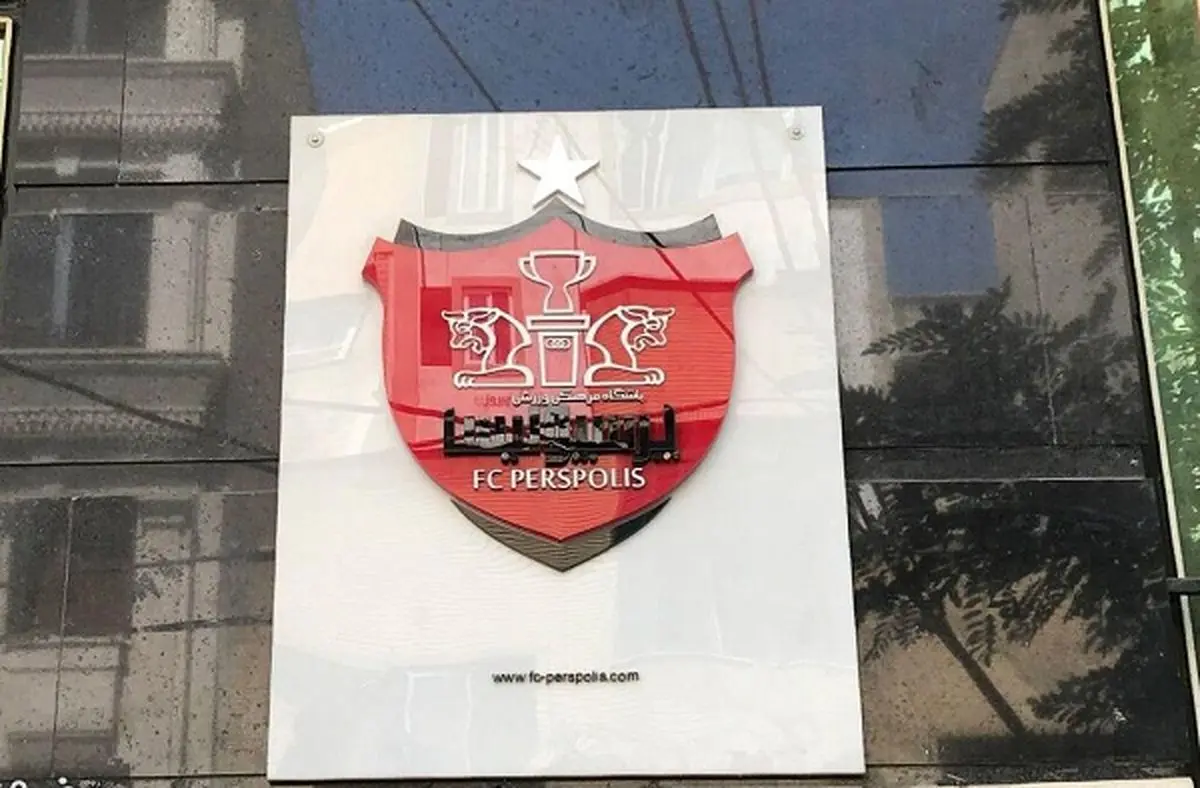 باشگاه فرهنگی ورزشی
پرسپولیس
FC PERSPOLIS
www.fc-perspolis.com